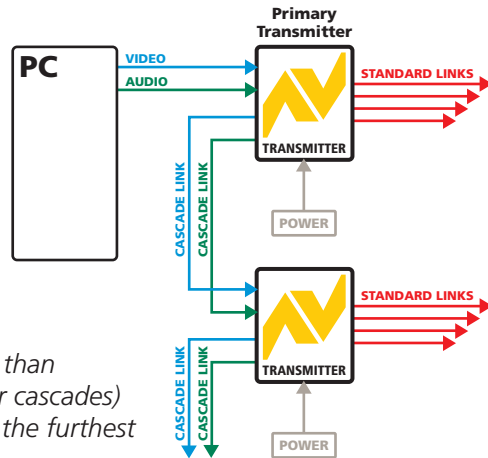 Primary
Transmitter
PC
VIDEO
AUDIO
STANDARD LINKS
TRANSMITTER
CASCADE LINK
CASCADE LINK
POWER
STANDARD LINKS
TRANSMITTER
CASCADE LINK
CASCADE LINK
POWER
than
r cascades)
the furthest